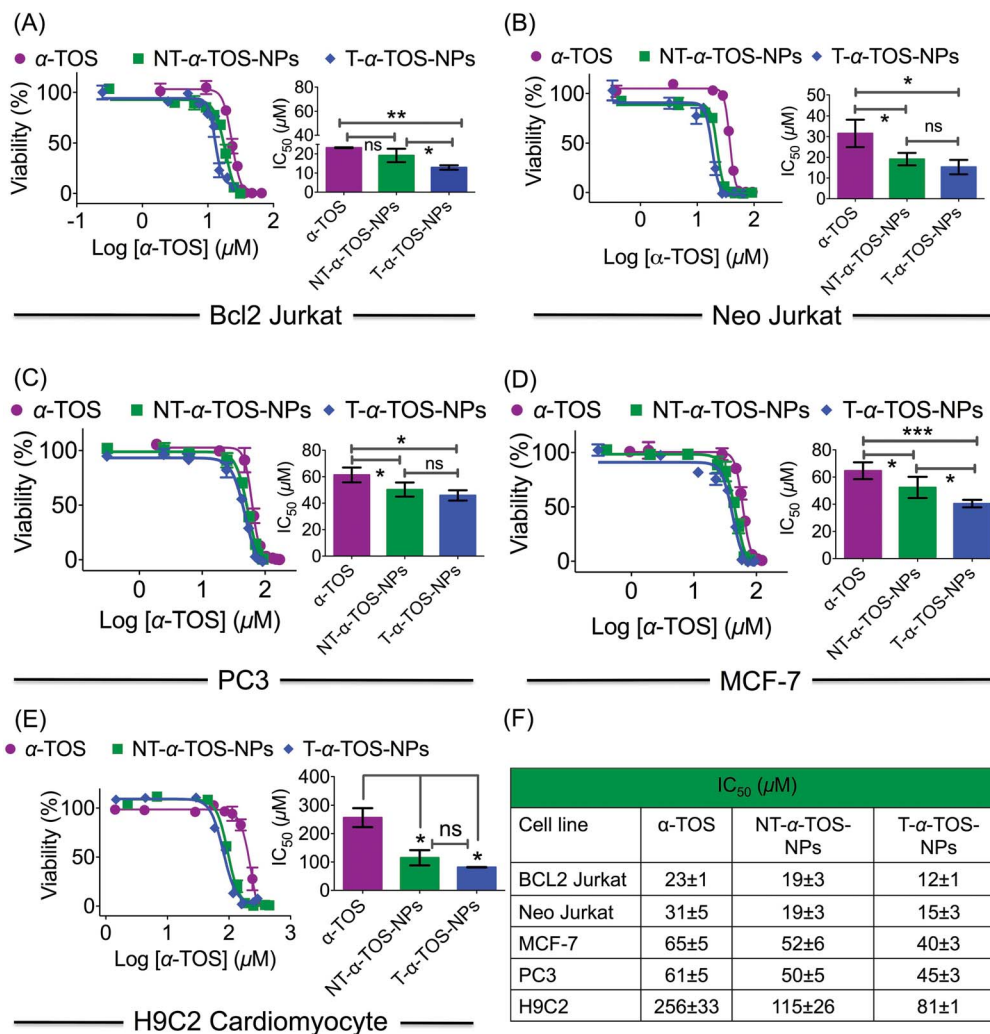 (A)
α-TOS NT-α-TOS-NPs T-α-TOS-NPs
Viability (%)
100
50
0
-1 0 1 2
Log [α-TOS] (µM)
IC50 (µM)
80
60
20
0
** ns *
α-TOS
NT-α-TOS-NPs
T-α-TOS-NPs
Bcl2 Jurkat
(B)
α-TOS NT-α-TOS-NPs T-α-TOS-NPs
Viability (%)
100
50
0
0 1 2
Log [α-TOS] (µM)
IC50 (µM)
50
40
30
20
10
0
* * ns
α-TOS
NT-α-TOS-NPs
T-α-TOS-NPs
Neo Jurkat
(C)
α-TOS NT-α-TOS-NPs T-α-TOS-NPs
Viability (%)
100
50
0
0 1 2
Log [α-TOS] (µM)
IC50 (µM)
80
60
40
20
0
* * ns
α-TOS
NT-α-TOS-NPs
T-α-TOS-NPs
PC3
(D)
α-TOS NT-α-TOS-NPs T-α-TOS-NPs
Viability (%)
100
50
0
0 1 2
Log [α-TOS] (µM)
IC50 (µM)
80
60
40
20
0
*** * *
α-TOS
NT-α-TOS-NPs
T-α-TOS-NPs
MCF-7
(E)
α-TOS NT-α-TOS-NPs T-α-TOS-NPs
Viability (%)
100
50
0
0 1 2 3
Log [α-TOS] (µM)
IC50 (µM)
400
300
200
100
0
* ns *
α-TOS
NT-α-TOS-NPs
T-α-TOS-NPs
H9C2 Cardiomyocyte
(F)
IC50 (µM)
Cell line α-TOS NT-α-TOS-NPs T-α-TOS-NPs
BCL2 Jurkat 23±1 19±3 12±1
Neo Jurkat 31±5 19±3 15±3
MCF-7 65±5 52±6 40±3
PC3 61±5 50±5 45±3
H9C2 256±33 115±26 81±1